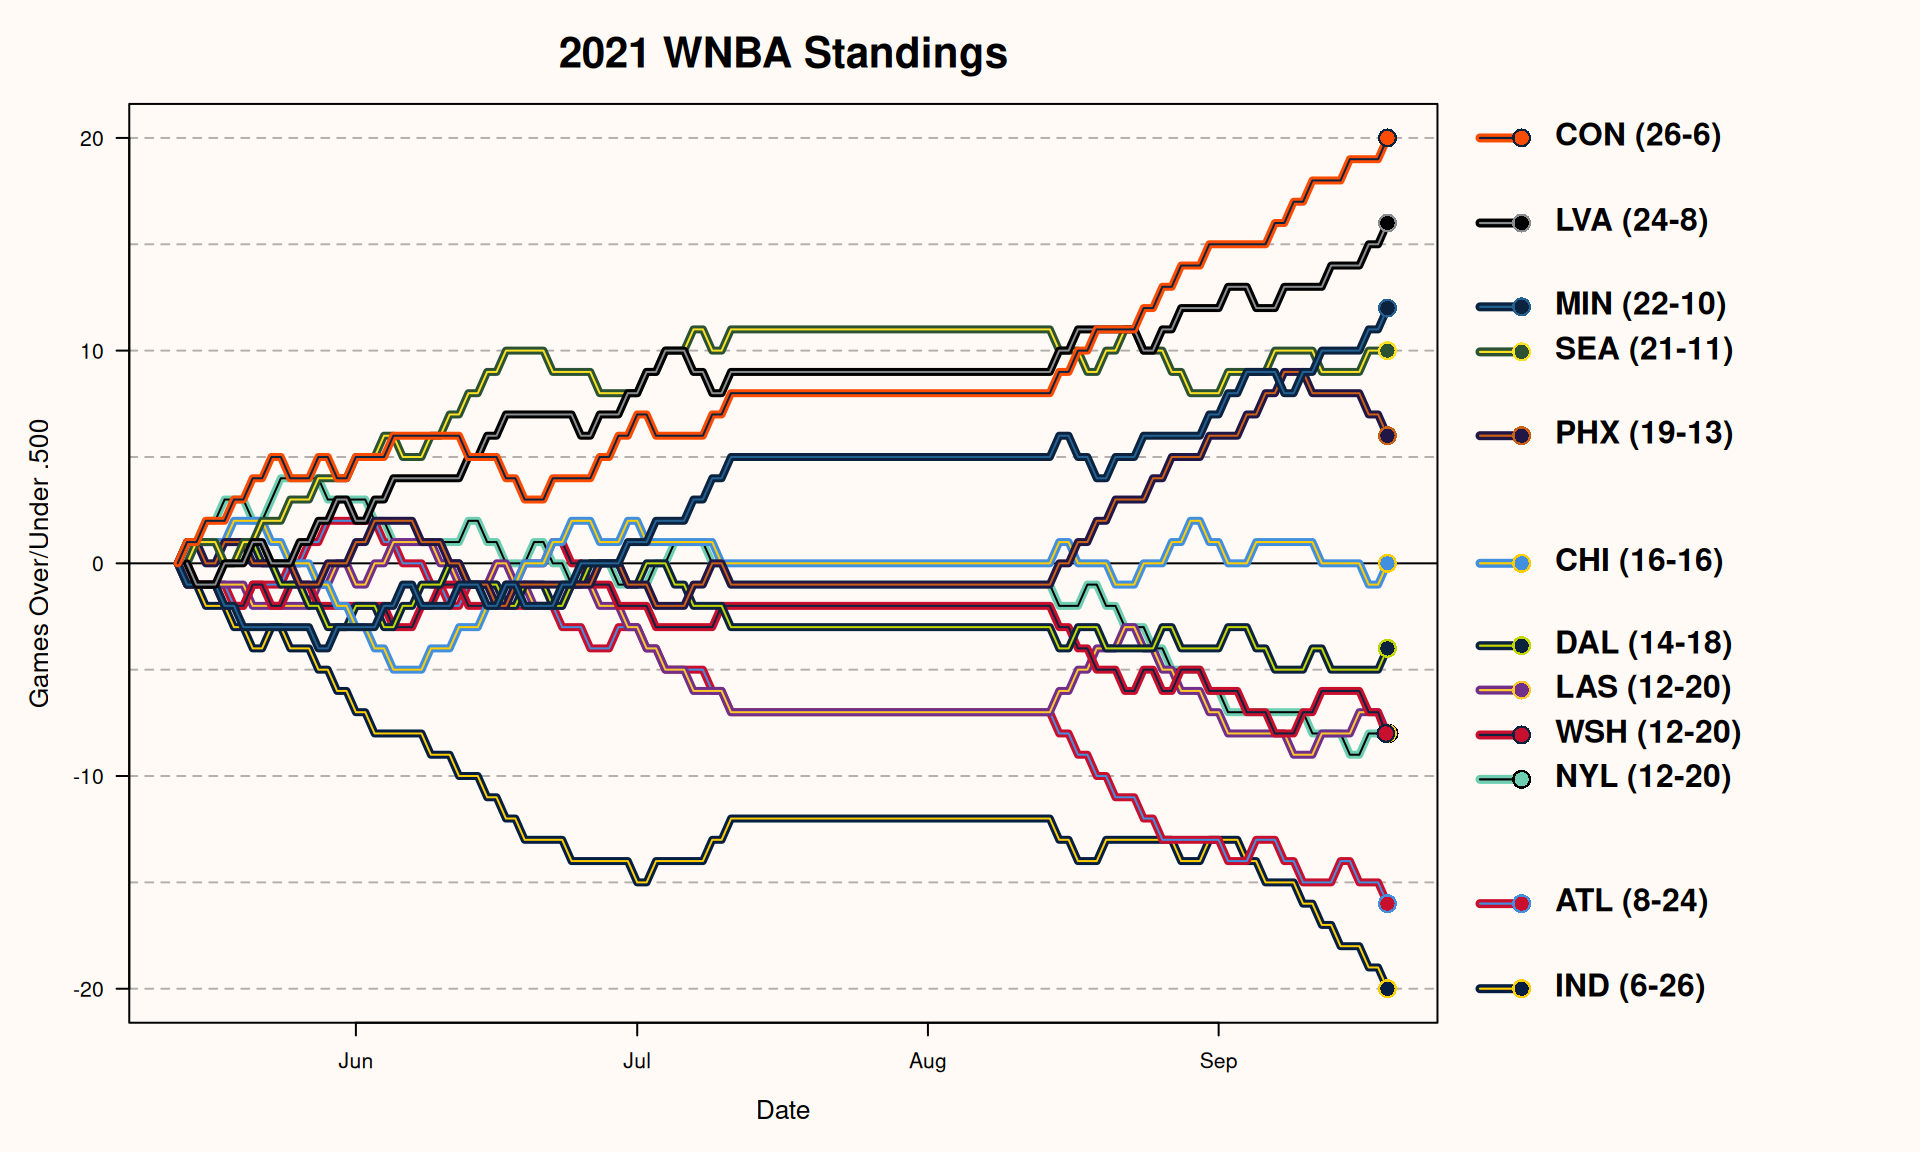 2021 WNBA Standings
Games Over/Under .500
20
10
0
-10
-20
Jun
Jul
Aug
Sep
Date
CON (26-6)
LVA (24-8)
MIN (22-10)
SEA (21-11)
PHX (19-13)
CHI (16-16)
DAL (14-18)
LAS (12-20)
WSH (12-20)
NYL (12-20)
ATL (8-24)
IND (6-26)